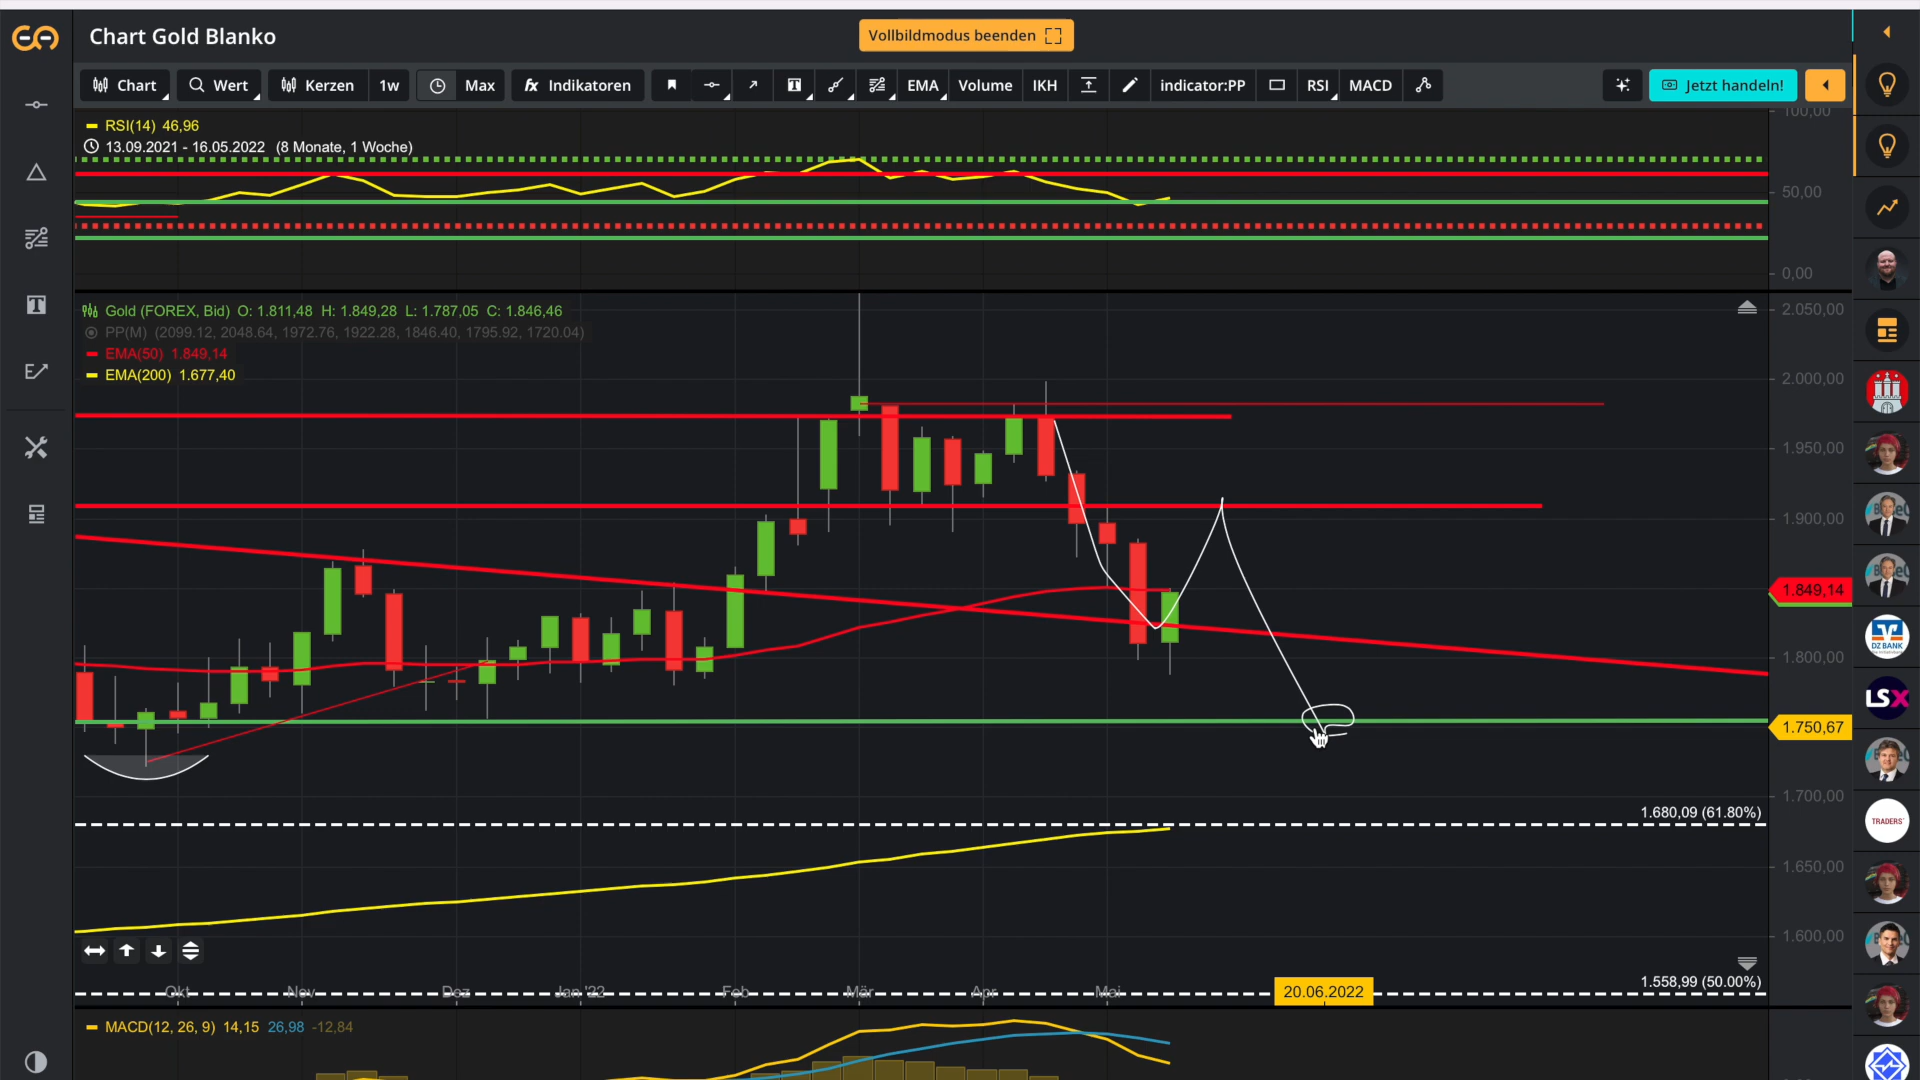 Chart Gold Blanko
Vollbildmodus beenden
Chart Wert Kerzen 1w Max fx Indikatoren EMA Volume IKH indicator:PP RSI MACD Jetzt handeln!
RSI(14) 46,96
13.09.2021 - 16.05.2022 (8 Monate, 1 Woche)
100,00
50,00
0,00
Gold (FOREX, Bid) O: 1.811,48 H: 1.849,28 L: 1.787,05 C: 1.846,46
PP(M) (2099.12, 2048.64, 1972.76, 1922.28, 1846.40, 1795.92, 1720.04)
EMA(50) 1.849,14
EMA(200) 1.677,40
2.050,00
2.000,00
1.950,00
1.900,00
1.849,14
1.800,00
1.750,67
1.700,00
1.680,09 (61.80%)
1.650,00
1.600,00
1.558,99 (50.00%)
Okt Nov Dez Jan '22 Feb Mär Apr Mai 20.06.2022
MACD(12, 26, 9) 14,15 26,98 -12,84
DZ BANK
LSX
TRADERS'